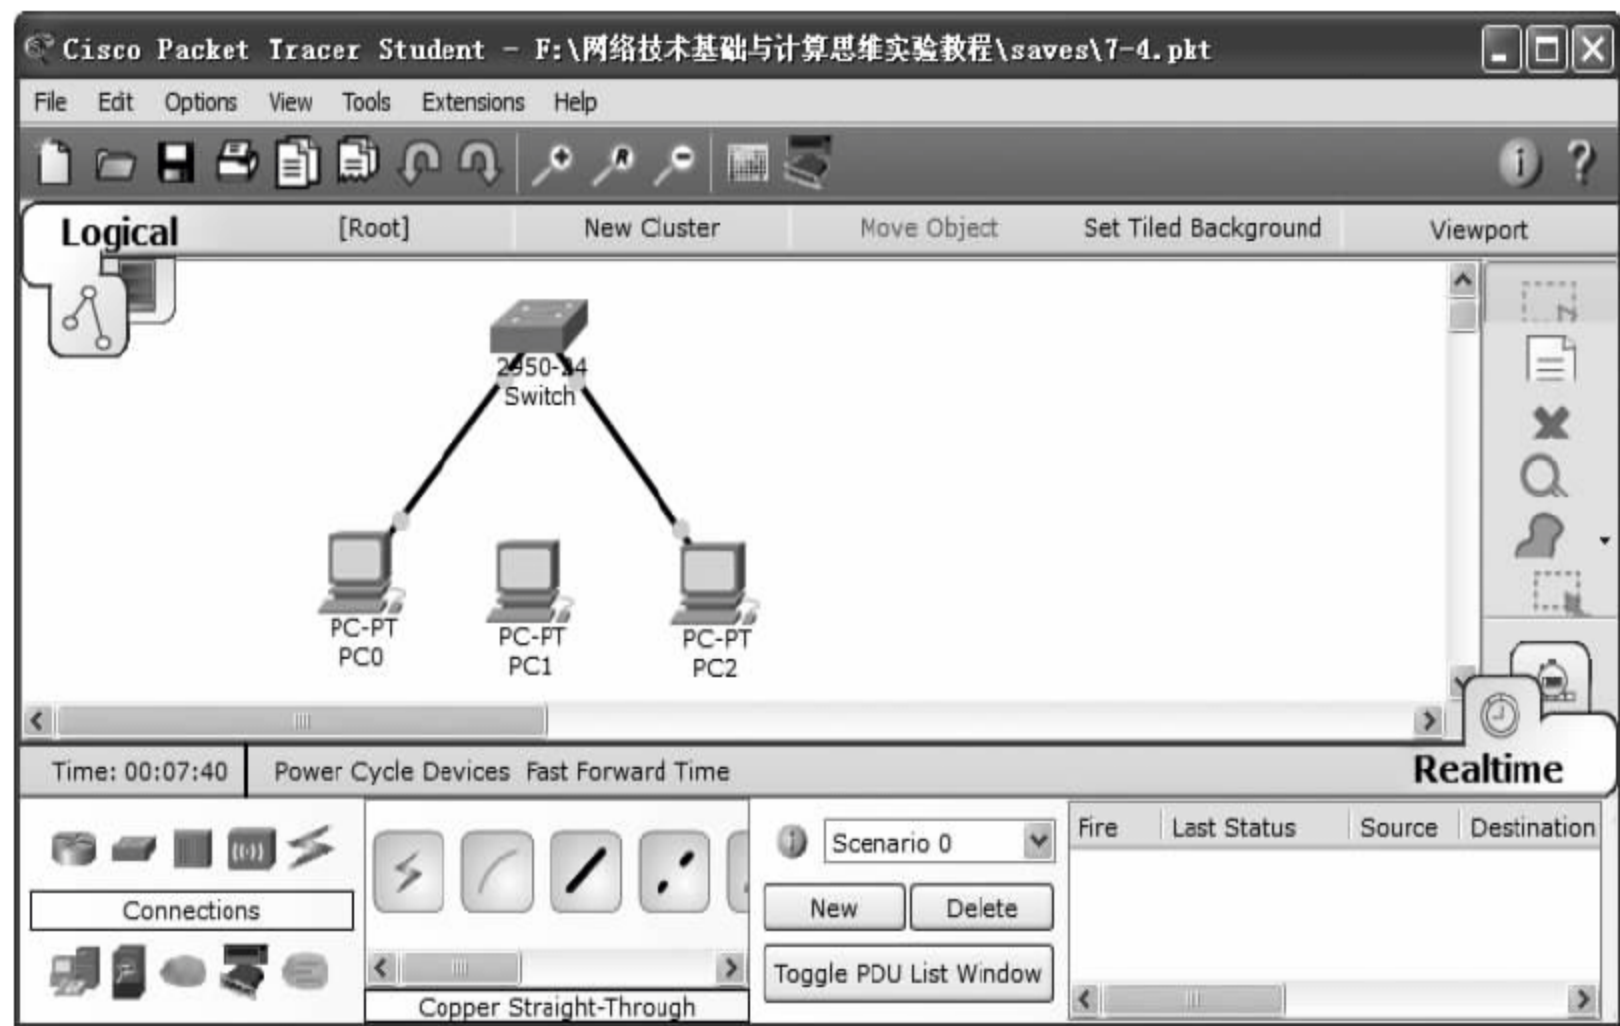 Cisco Packet Tracer Student - F:\网络技术基础与计算思维实验教程\saves\7-4.pkt
File Edit Options View Tools Extensions Help
Logical [Root] New Cluster Move Object Set Tiled Background Viewport
2950-24
Switch
PC-PT
PC0
PC-PT
PC1
PC-PT
PC2
Time: 00:07:40 Power Cycle Devices Fast Forward Time Realtime
Fire Last Status Source Destination
Scenario 0
Connections
New Delete
Toggle PDU List Window
Copper Straight-Through